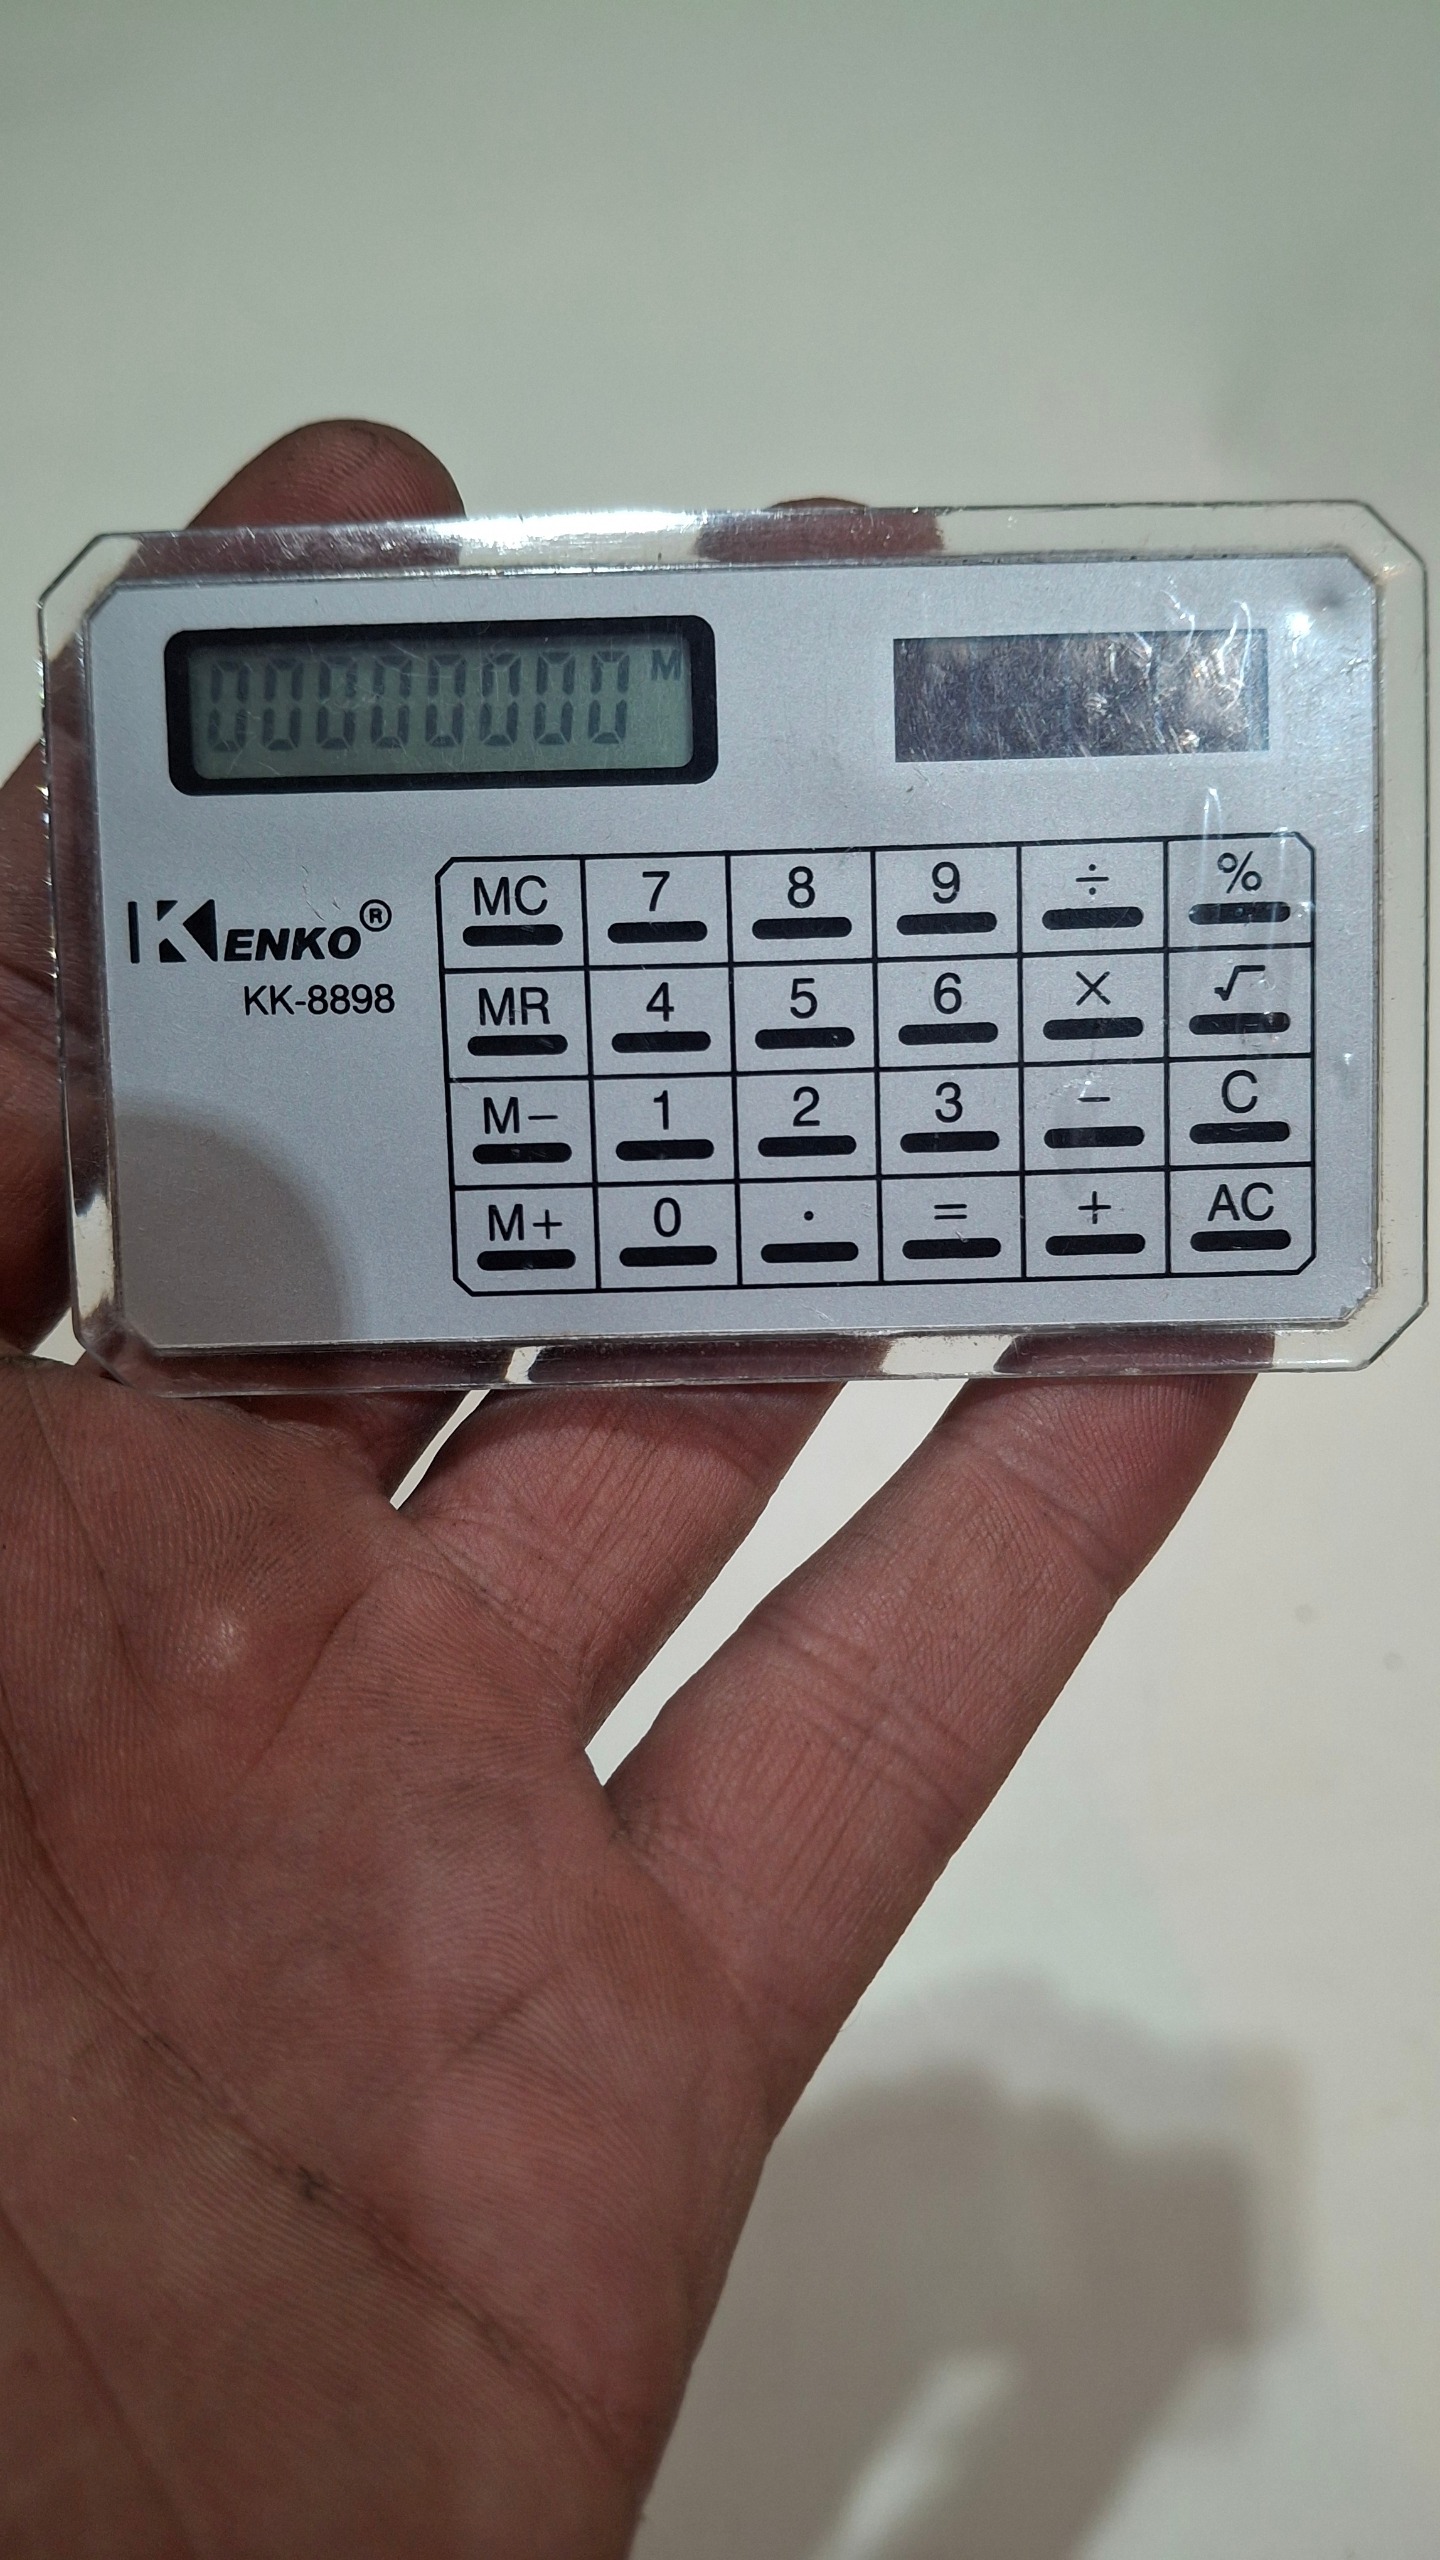 00000000 M
KENKO®
KK-8898
MC 7 8 9 ÷ %
MR 4 5 6 × √
M− 1 2 3 − C
M+ 0 . = + AC